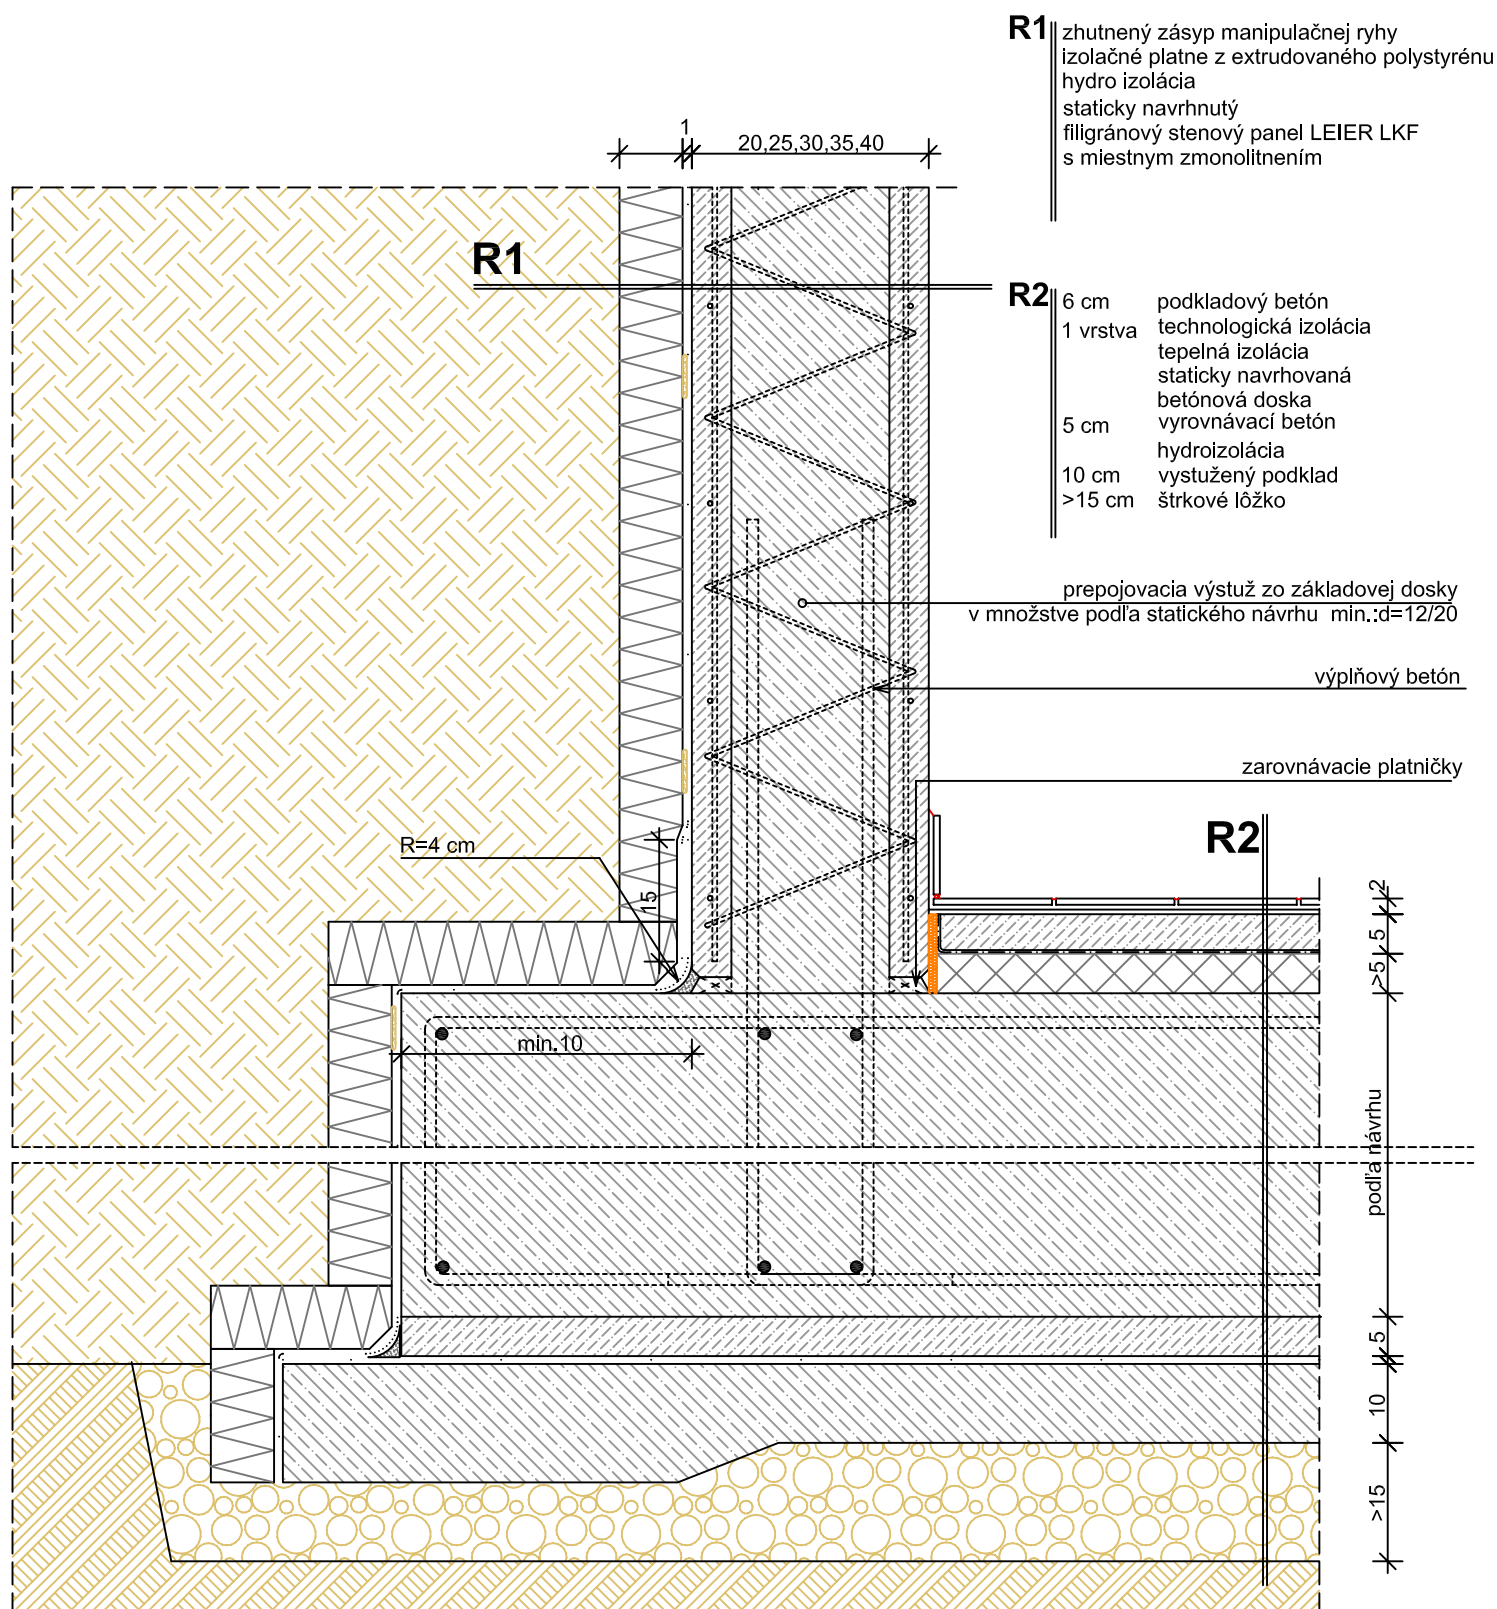 R1
zhutnený zásyp manipulačnej ryhy
izolačné platne z extrudovaného polystyrénu
hydro izolácia
staticky navrhnutý
filigránový stenový panel LEIER LKF
s miestnym zmonolitnením
1
20,25,30,35,40
R1
R2
6 cm podkladový betón
1 vrstva technologická izolácia
tepelná izolácia
staticky navrhovaná
betónová doska
5 cm vyrovnávací betón
hydroizolácia
10 cm vystužený podklad
>15 cm štrkové lôžko
prepojovacia výstuž zo základovej dosky
v množstve podľa statického návrhu min.:d=12/20
výplňový betón
zarovnávacie platničky
R=4 cm
R2
15
2
5
>5
min.10
podľa návrhu
5
10
>15